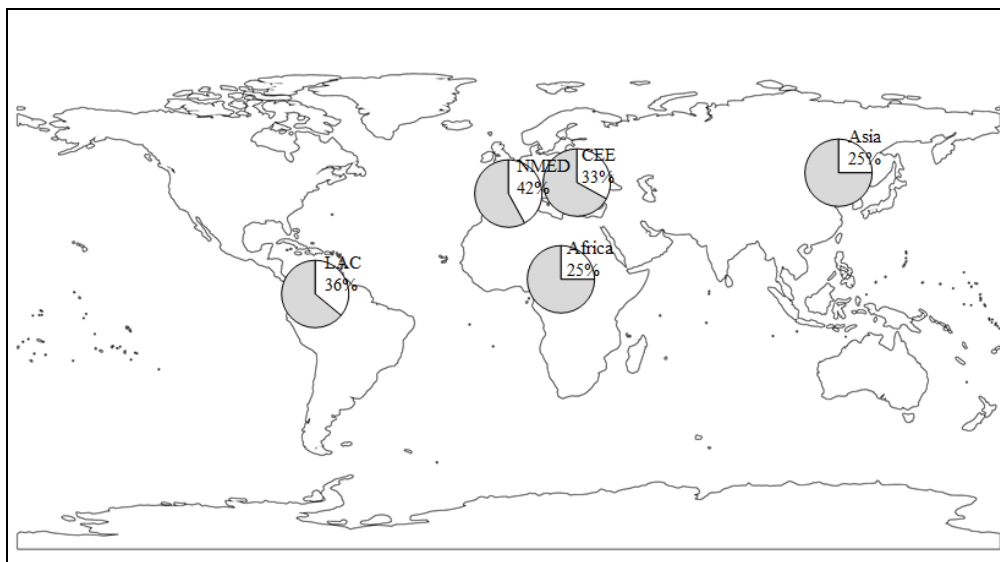 Asia
25%
CEE
33%
NMED
42%
Africa
25%
LAC
36%